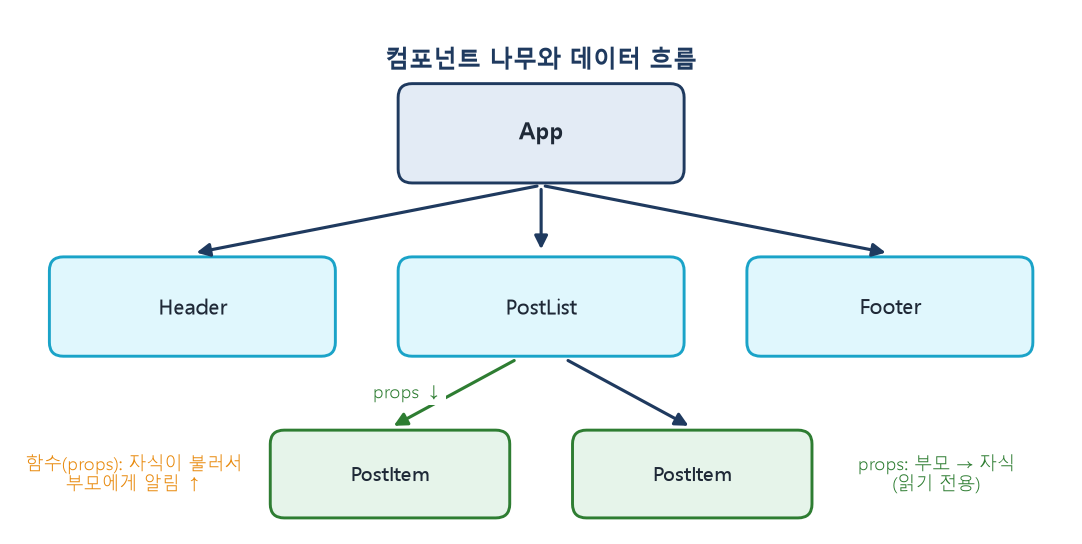 컴포넌트 나무와 데이터 흐름
App
Header
PostList
Footer
props ↓
함수(props): 자식이 불러서
부모에게 알림 ↑
PostItem
PostItem
props: 부모 → 자식
(읽기 전용)